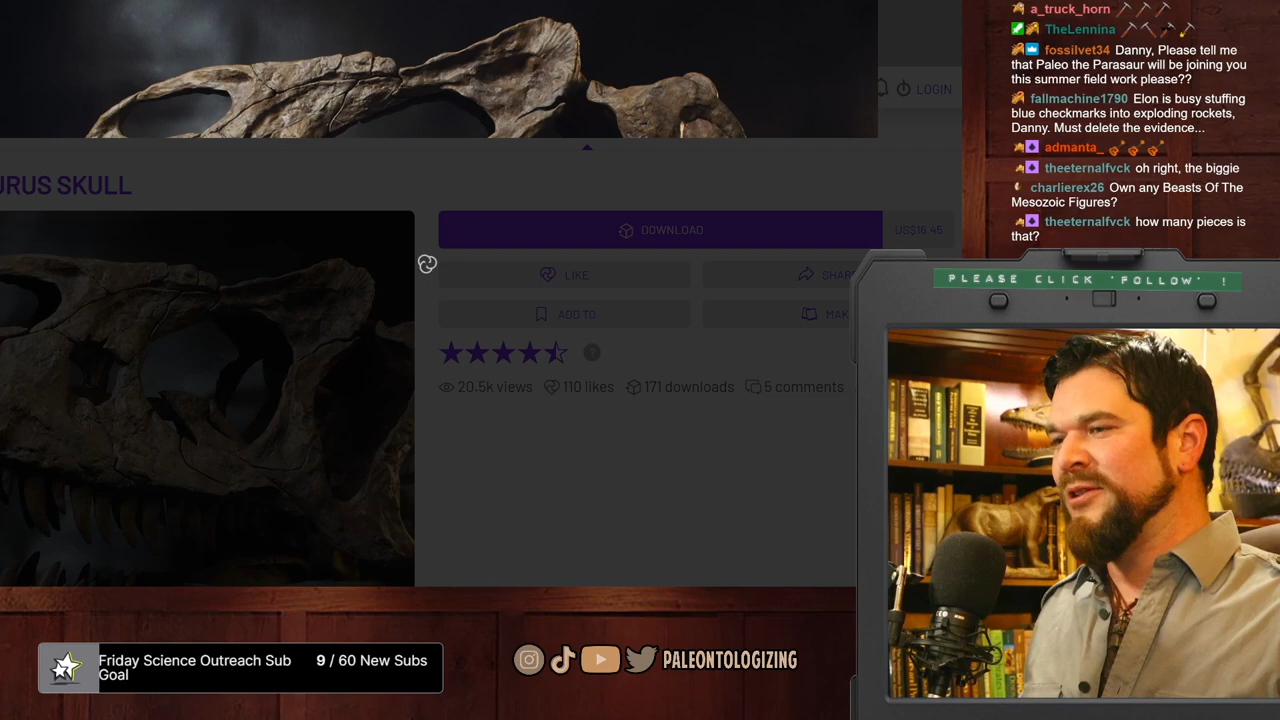 LOGIN
URUS SKULL
DOWNLOAD
US$16.45
LIKE
SHAR
ADD TO
MAK
?
20.5k views
110 likes
171 downloads
5 comments
a_truck_horn
TheLennina
fossilvet34 Danny, Please tell me
that Paleo the Parasaur will be joining you
this summer field work please??
fallmachine1790 Elon is busy stuffing
blue checkmarks into exploding rockets,
Danny. Must delete the evidence...
admanta_
theeternalfvck oh right, the biggie
charlierex26 Own any Beasts Of The
Mesozoic Figures?
theeternalfvck how many pieces is
that?
PLEASE CLICK 'FOLLOW' !
Friday Science Outreach Sub
Goal
9 / 60 New Subs
PALEONTOLOGIZING